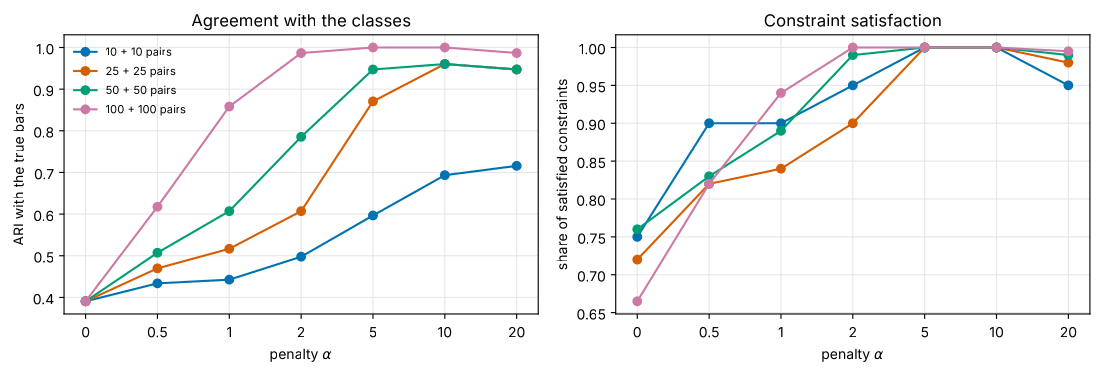 Agreement with the classes
ARI with the true bars
1.0
0.9
0.8
0.7
0.6
0.5
0.4
10 + 10 pairs
25 + 25 pairs
50 + 50 pairs
100 + 100 pairs
0 0.5 1 2 5 10 20
penalty α
Constraint satisfaction
share of satisfied constraints
1.00
0.95
0.90
0.85
0.80
0.75
0.70
0.65
0 0.5 1 2 5 10 20
penalty α